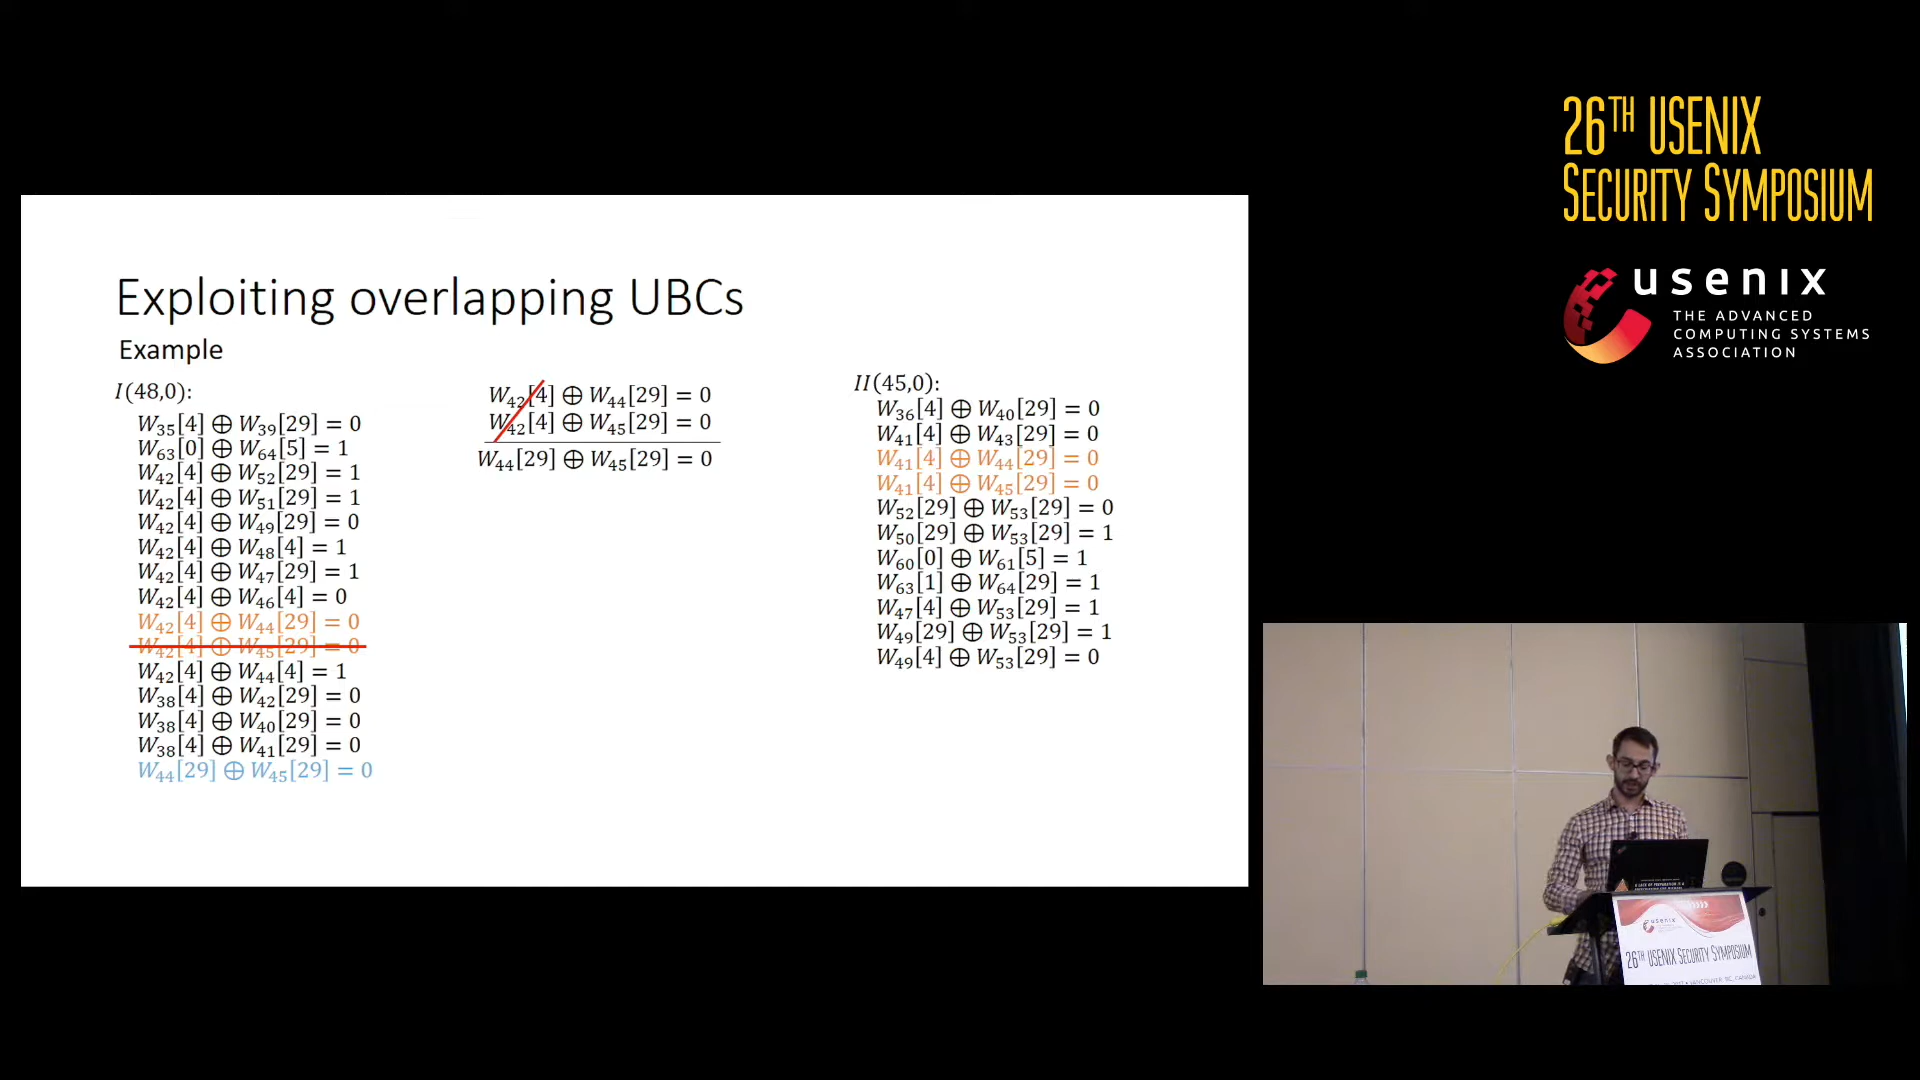 Exploiting overlapping UBCs
Example
I(48,0):
W₃₅[4] ⊕ W₃₉[29] = 0
W₆₃[0] ⊕ W₆₄[5] = 1
W₄₂[4] ⊕ W₅₂[29] = 1
W₄₂[4] ⊕ W₅₁[29] = 1
W₄₂[4] ⊕ W₄₉[29] = 0
W₄₂[4] ⊕ W₄₈[4] = 1
W₄₂[4] ⊕ W₄₇[29] = 1
W₄₂[4] ⊕ W₄₆[4] = 0
W₄₂[4] ⊕ W₄₄[29] = 0
W₄₂[4] ⊕ W₄₅[29] = 0
W₄₂[4] ⊕ W₄₄[4] = 1
W₃₈[4] ⊕ W₄₂[29] = 0
W₃₈[4] ⊕ W₄₀[29] = 0
W₃₈[4] ⊕ W₄₁[29] = 0
W₄₄[29] ⊕ W₄₅[29] = 0
W₄₂[4] ⊕ W₄₄[29] = 0
W₄₂[4] ⊕ W₄₅[29] = 0
W₄₄[29] ⊕ W₄₅[29] = 0
II(45,0):
W₃₆[4] ⊕ W₄₀[29] = 0
W₄₁[4] ⊕ W₄₃[29] = 0
W₄₁[4] ⊕ W₄₄[29] = 0
W₄₁[4] ⊕ W₄₅[29] = 0
W₅₂[29] ⊕ W₅₃[29] = 0
W₅₀[29] ⊕ W₅₃[29] = 1
W₆₀[0] ⊕ W₆₁[5] = 1
W₆₃[1] ⊕ W₆₄[29] = 1
W₄₇[4] ⊕ W₅₃[29] = 1
W₄₉[29] ⊕ W₅₃[29] = 1
W₄₉[4] ⊕ W₅₃[29] = 0
26TH USENIX
SECURITY SYMPOSIUM
usenix
THE ADVANCED
COMPUTING SYSTEMS
ASSOCIATION
usenix
26TH USENIX SECURITY SYMPOSIUM